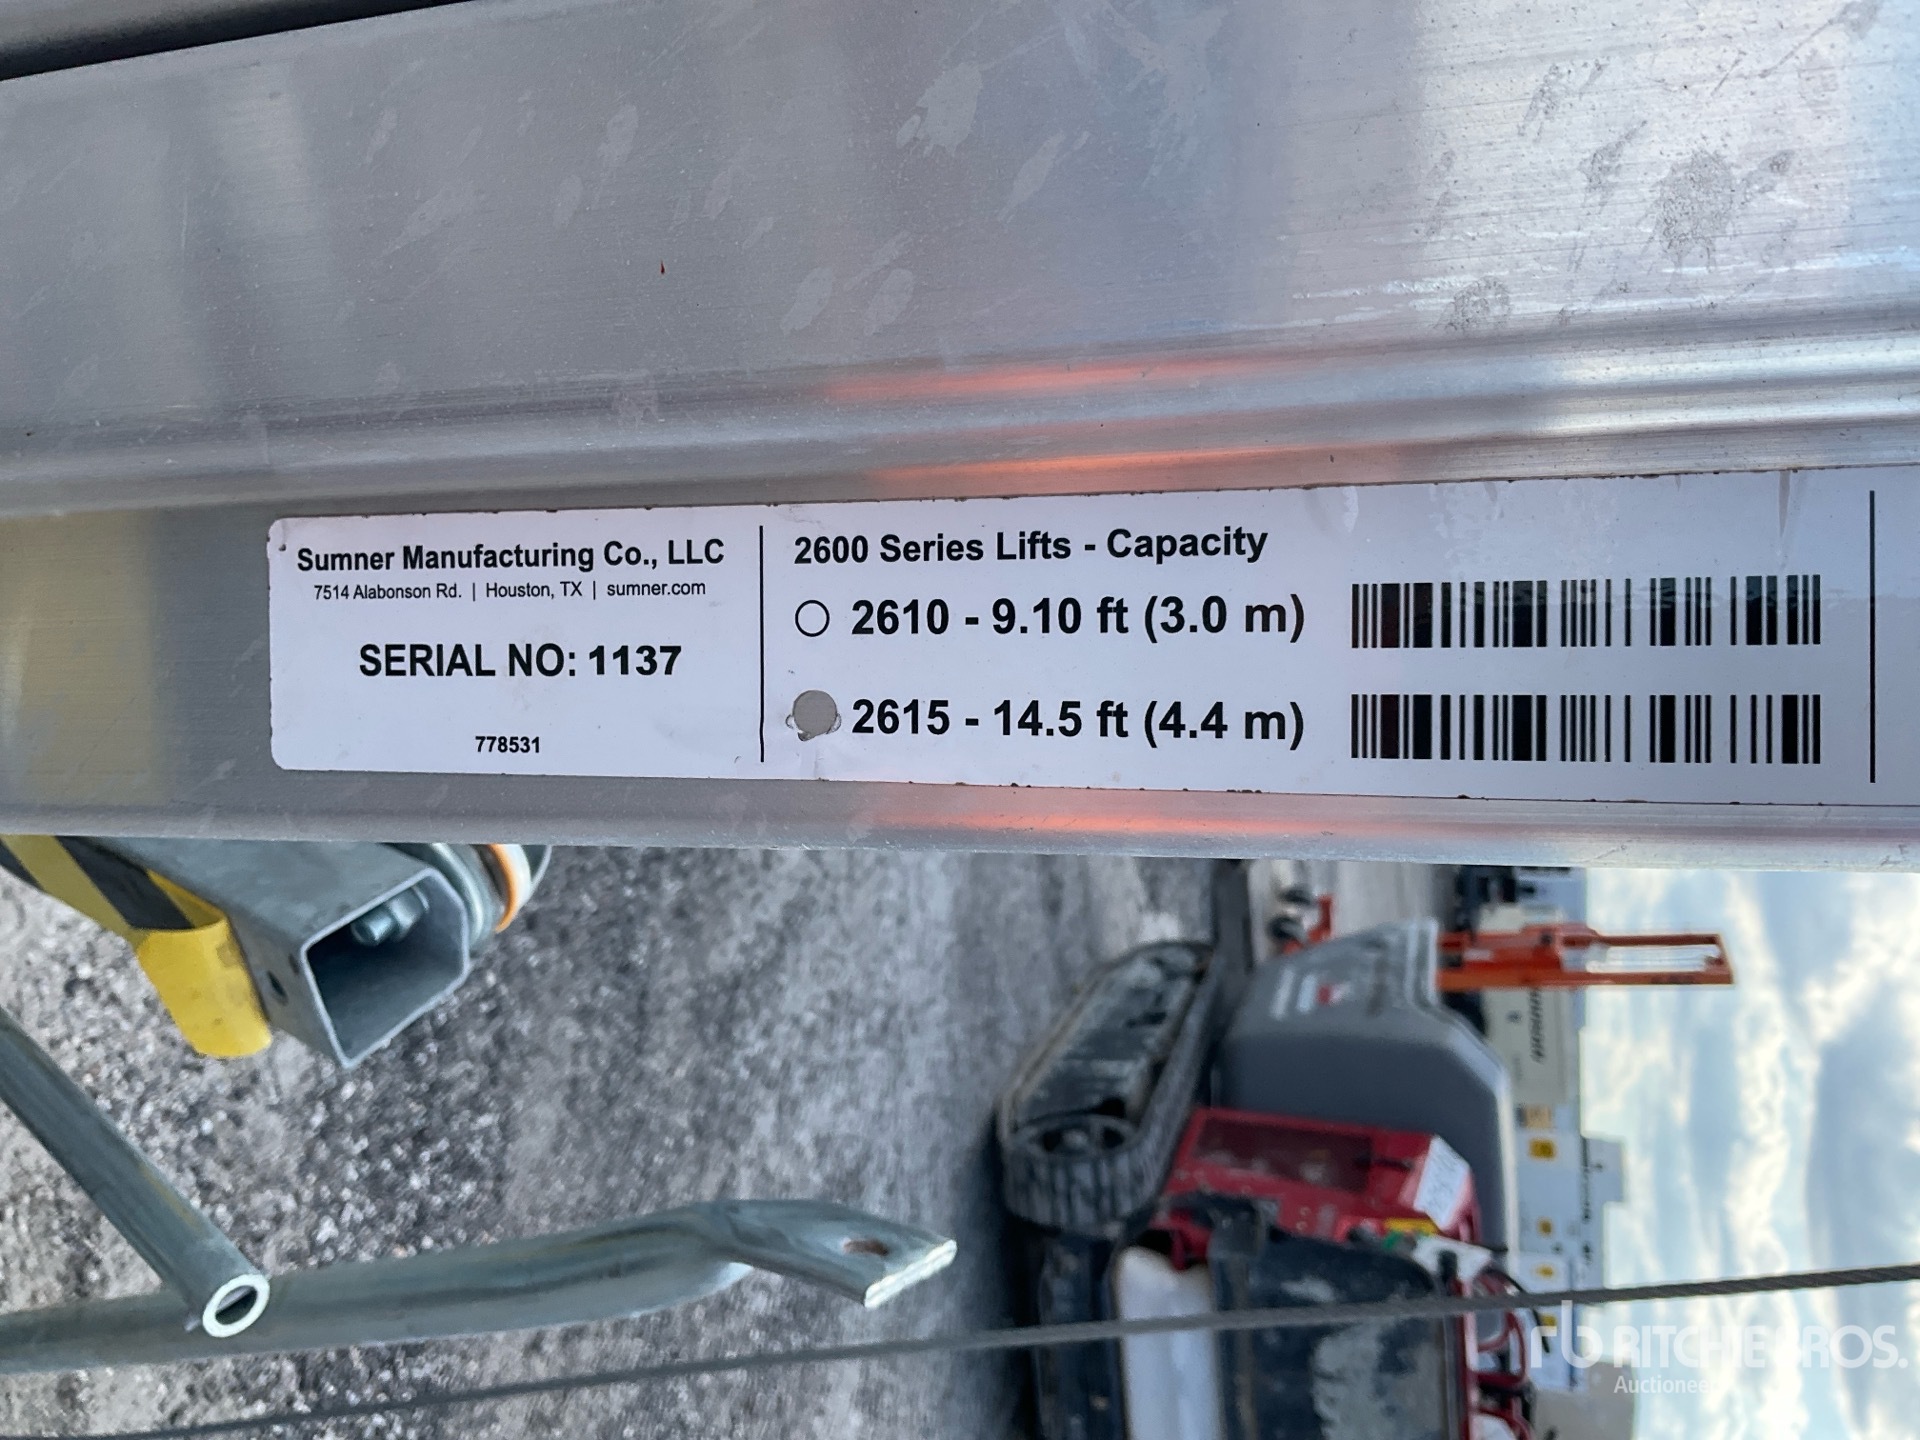 Sumner Manufacturing Co., LLC
7514 Alabonson Rd. | Houston, TX | sumner.com
SERIAL NO: 1137
778531
2600 Series Lifts - Capacity
2610 - 9.10 ft (3.0 m)
2615 - 14.5 ft (4.4 m)
rb RITCHIE BROS.
Auctioneers